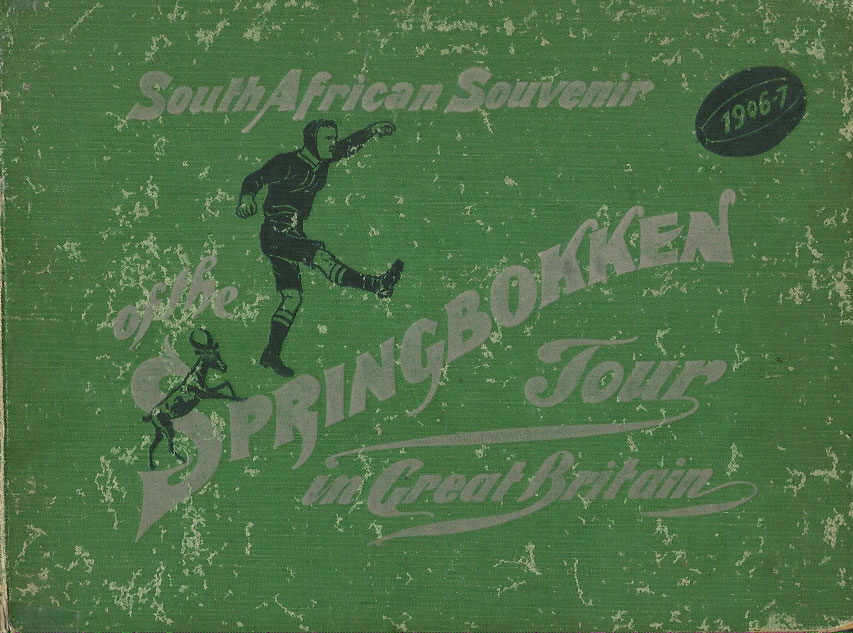 South African Souvenir
1906-7
of the
SPRINGBOKKEN
Tour
in Great Britain